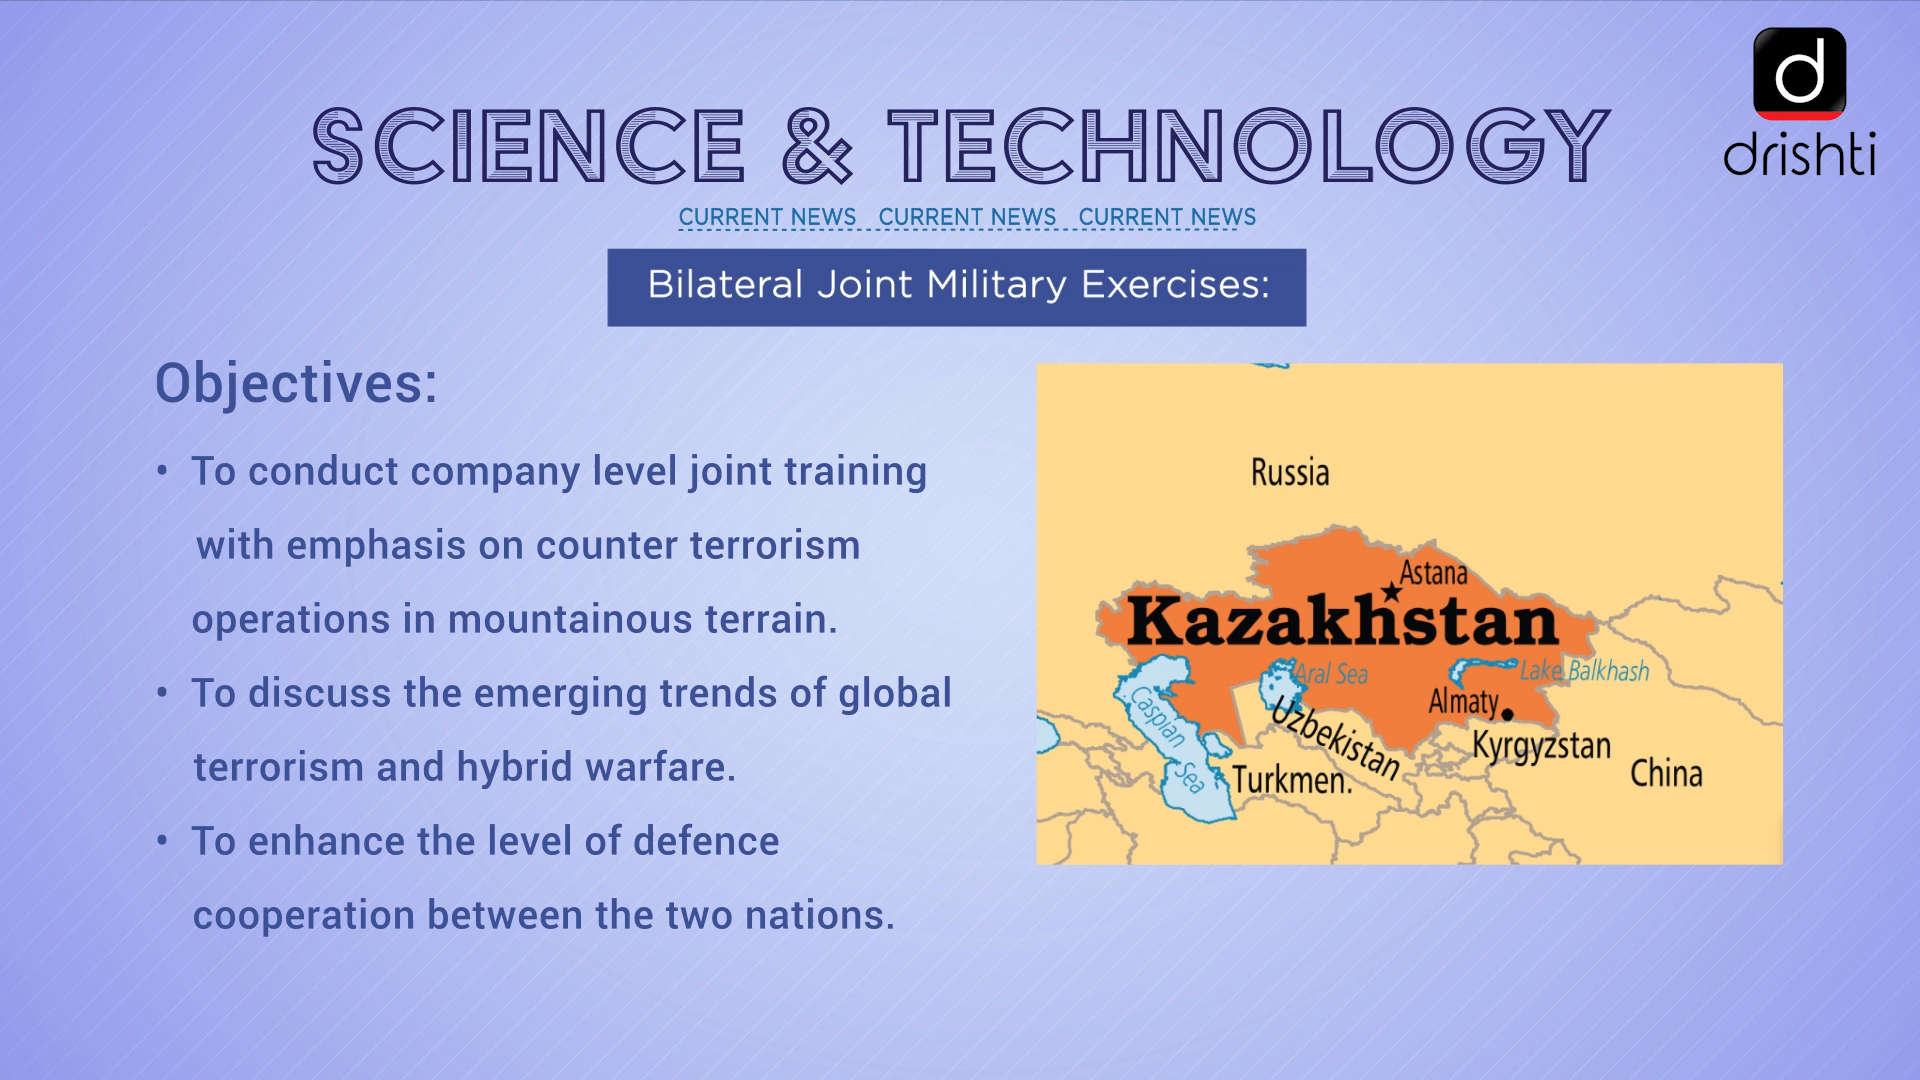 d
drishti
SCIENCE & TECHNOLOGY
CURRENT NEWS CURRENT NEWS CURRENT NEWS
Bilateral Joint Military Exercises:
Objectives:
• To conduct company level joint training
with emphasis on counter terrorism
operations in mountainous terrain.
• To discuss the emerging trends of global
terrorism and hybrid warfare.
• To enhance the level of defence
cooperation between the two nations.
Russia
Astana
Kazakhstan
Aral Sea
Lake Balkhash
Caspian
Sea
Almaty
Uzbekistan
Kyrgyzstan
Turkmen.
China